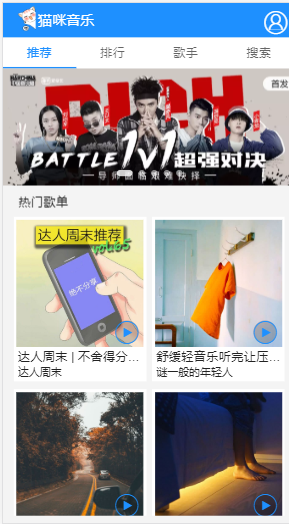 猫咪音乐
推荐 排行 歌手 搜索
首发
BATTLE 1V1 超强对决
导师面临艰难抉择
热门歌单
达人周末推荐
vol.65
绝不分享
达人周末 | 不舍得分...
达人周末
舒缓轻音乐听完让压...
谜一般的年轻人